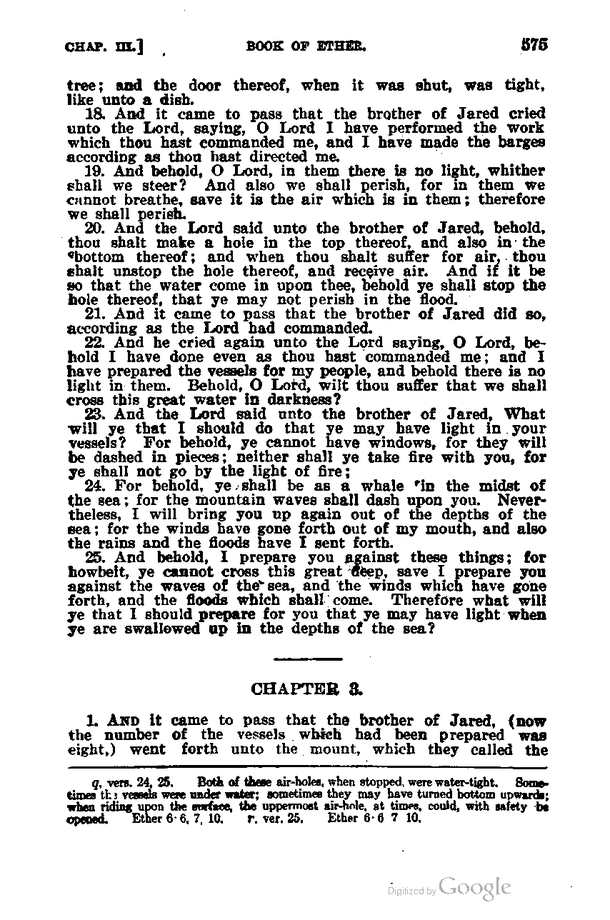 CHAP. III.]
BOOK OF ETHER.
575
tree; and the door thereof, when it was shut, was tight,
like unto a dish.
18. And it came to pass that the brother of Jared cried
unto the Lord, saying, O Lord I have performed the work
which thou hast commanded me, and I have made the barges
according as thou hast directed me.
19. And behold, O Lord, in them there is no light, whither
shall we steer? And also we shall perish, for in them we
cannot breathe, save it is the air which is in them; therefore
we shall perish.
20. And the Lord said unto the brother of Jared, behold,
thou shalt make a hole in the top thereof, and also in the
qbottom thereof; and when thou shalt suffer for air, thou
shalt unstop the hole thereof, and receive air. And if it be
so that the water come in upon thee, behold ye shall stop the
hole thereof, that ye may not perish in the flood.
21. And it came to pass that the brother of Jared did so,
according as the Lord had commanded.
22. And he cried again unto the Lord saying, O Lord, be-
hold I have done even as thou hast commanded me; and I
have prepared the vessels for my people, and behold there is no
light in them. Behold, O Lord, wilt thou suffer that we shall
cross this great water in darkness?
23. And the Lord said unto the brother of Jared, What
will ye that I should do that ye may have light in your
vessels? For behold, ye cannot have windows, for they will
be dashed in pieces; neither shall ye take fire with you, for
ye shall not go by the light of fire;
24. For behold, ye shall be as a whale rin the midst of
the sea; for the mountain waves shall dash upon you. Never-
theless, I will bring you up again out of the depths of the
sea; for the winds have gone forth out of my mouth, and also
the rains and the floods have I sent forth.
25. And behold, I prepare you against these things; for
howbeit, ye cannot cross this great deep, save I prepare you
against the waves of the sea, and the winds which have gone
forth, and the floods which shall come. Therefore what will
ye that I should prepare for you that ye may have light when
ye are swallowed up in the depths of the sea?
CHAPTER 3.
1. AND it came to pass that the brother of Jared, (now
the number of the vessels which had been prepared was
eight,) went forth unto the mount, which they called the
q, vers. 24, 25. Both of these air-holes, when stopped, were water-tight. Some-
times the vessels were under water; sometimes they may have turned bottom upwards;
when riding upon the surface, the uppermost air-hole, at times, could, with safety be
opened. Ether 6·6, 7, 10. r, ver. 25. Ether 6·6 7 10.
Digitized by Google